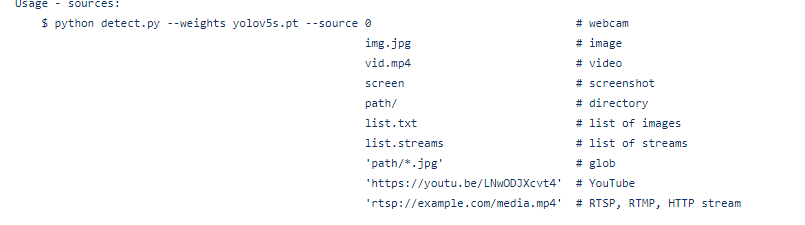 Usage - sources:
$ python detect.py --weights yolov5s.pt --source 0 # webcam
img.jpg # image
vid.mp4 # video
screen # screenshot
path/ # directory
list.txt # list of images
list.streams # list of streams
'path/*.jpg' # glob
'https://youtu.be/LNwODJXcvt4' # YouTube
'rtsp://example.com/media.mp4' # RTSP, RTMP, HTTP stream